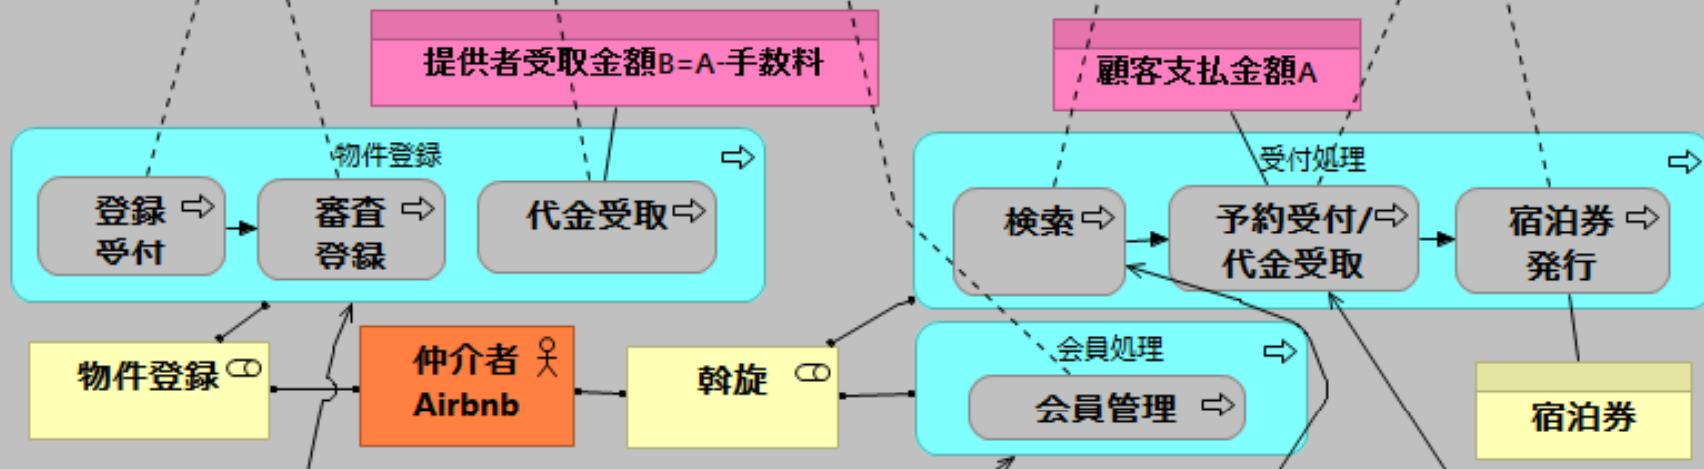 提供者受取金額B=A-手数料
顧客支払金額A
物件登録
登録
受付
審査
登録
代金受取
受付処理
検索
予約受付/
代金受取
宿泊券
発行
物件登録
仲介者
Airbnb
斡旋
会員処理
会員管理
宿泊券